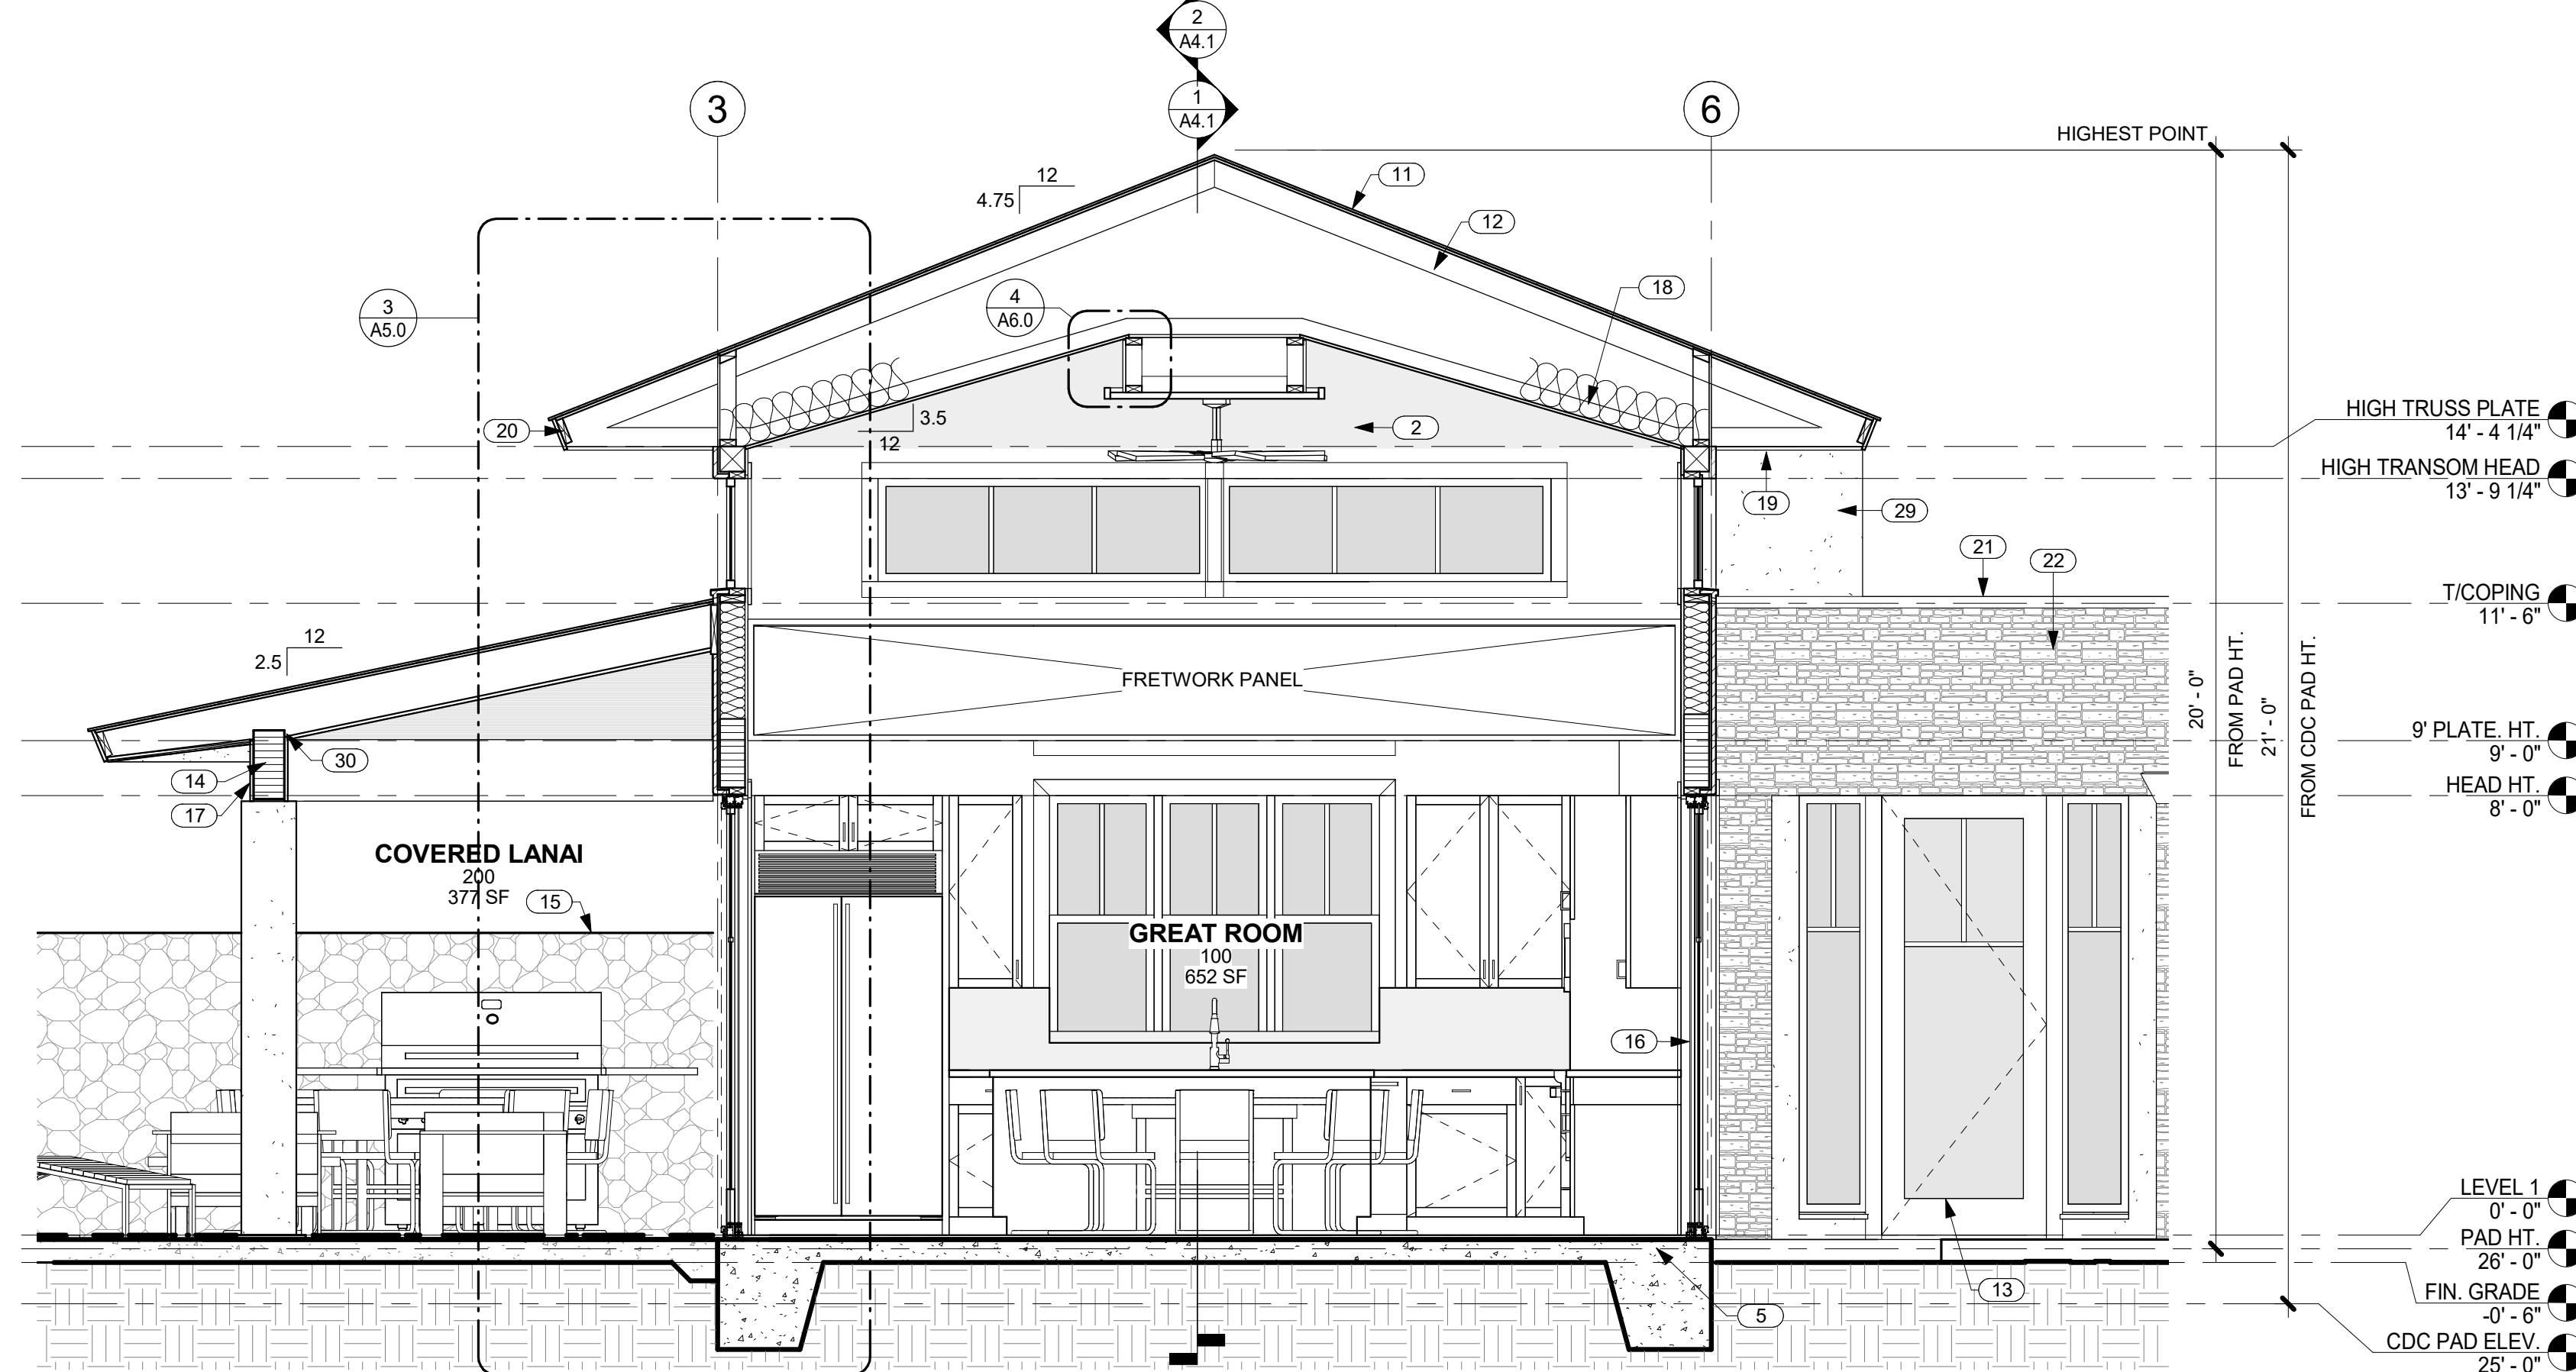 2
A4.1
1
A4.1
3
6
HIGHEST POINT
12
4.75
11
12
18
3
A5.0
4
A6.0
3.5
12
20
2
HIGH TRUSS PLATE
14' - 4 1/4"
HIGH TRANSOM HEAD
13' - 9 1/4"
19
29
21
22
T/COPING
11' - 6"
12
2.5
FRETWORK PANEL
20' - 0"
FROM PAD HT.
21' - 0"
FROM CDC PAD HT.
9' PLATE. HT.
9' - 0"
HEAD HT.
8' - 0"
30
14
17
COVERED LANAI
200
377 SF
15
GREAT ROOM
100
652 SF
16
LEVEL 1
0' - 0"
PAD HT.
26' - 0"
FIN. GRADE
-0' - 6"
CDC PAD ELEV.
25' - 0"
13
5